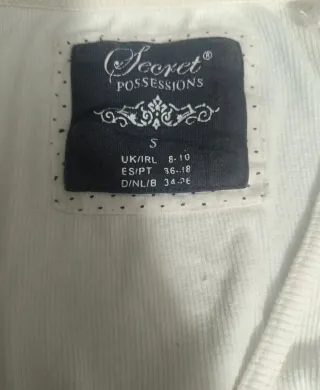 Secret®
POSSESSIONS
S
UK/IRL 8-10
ES/PT 36-38
D/NL/B 34-36